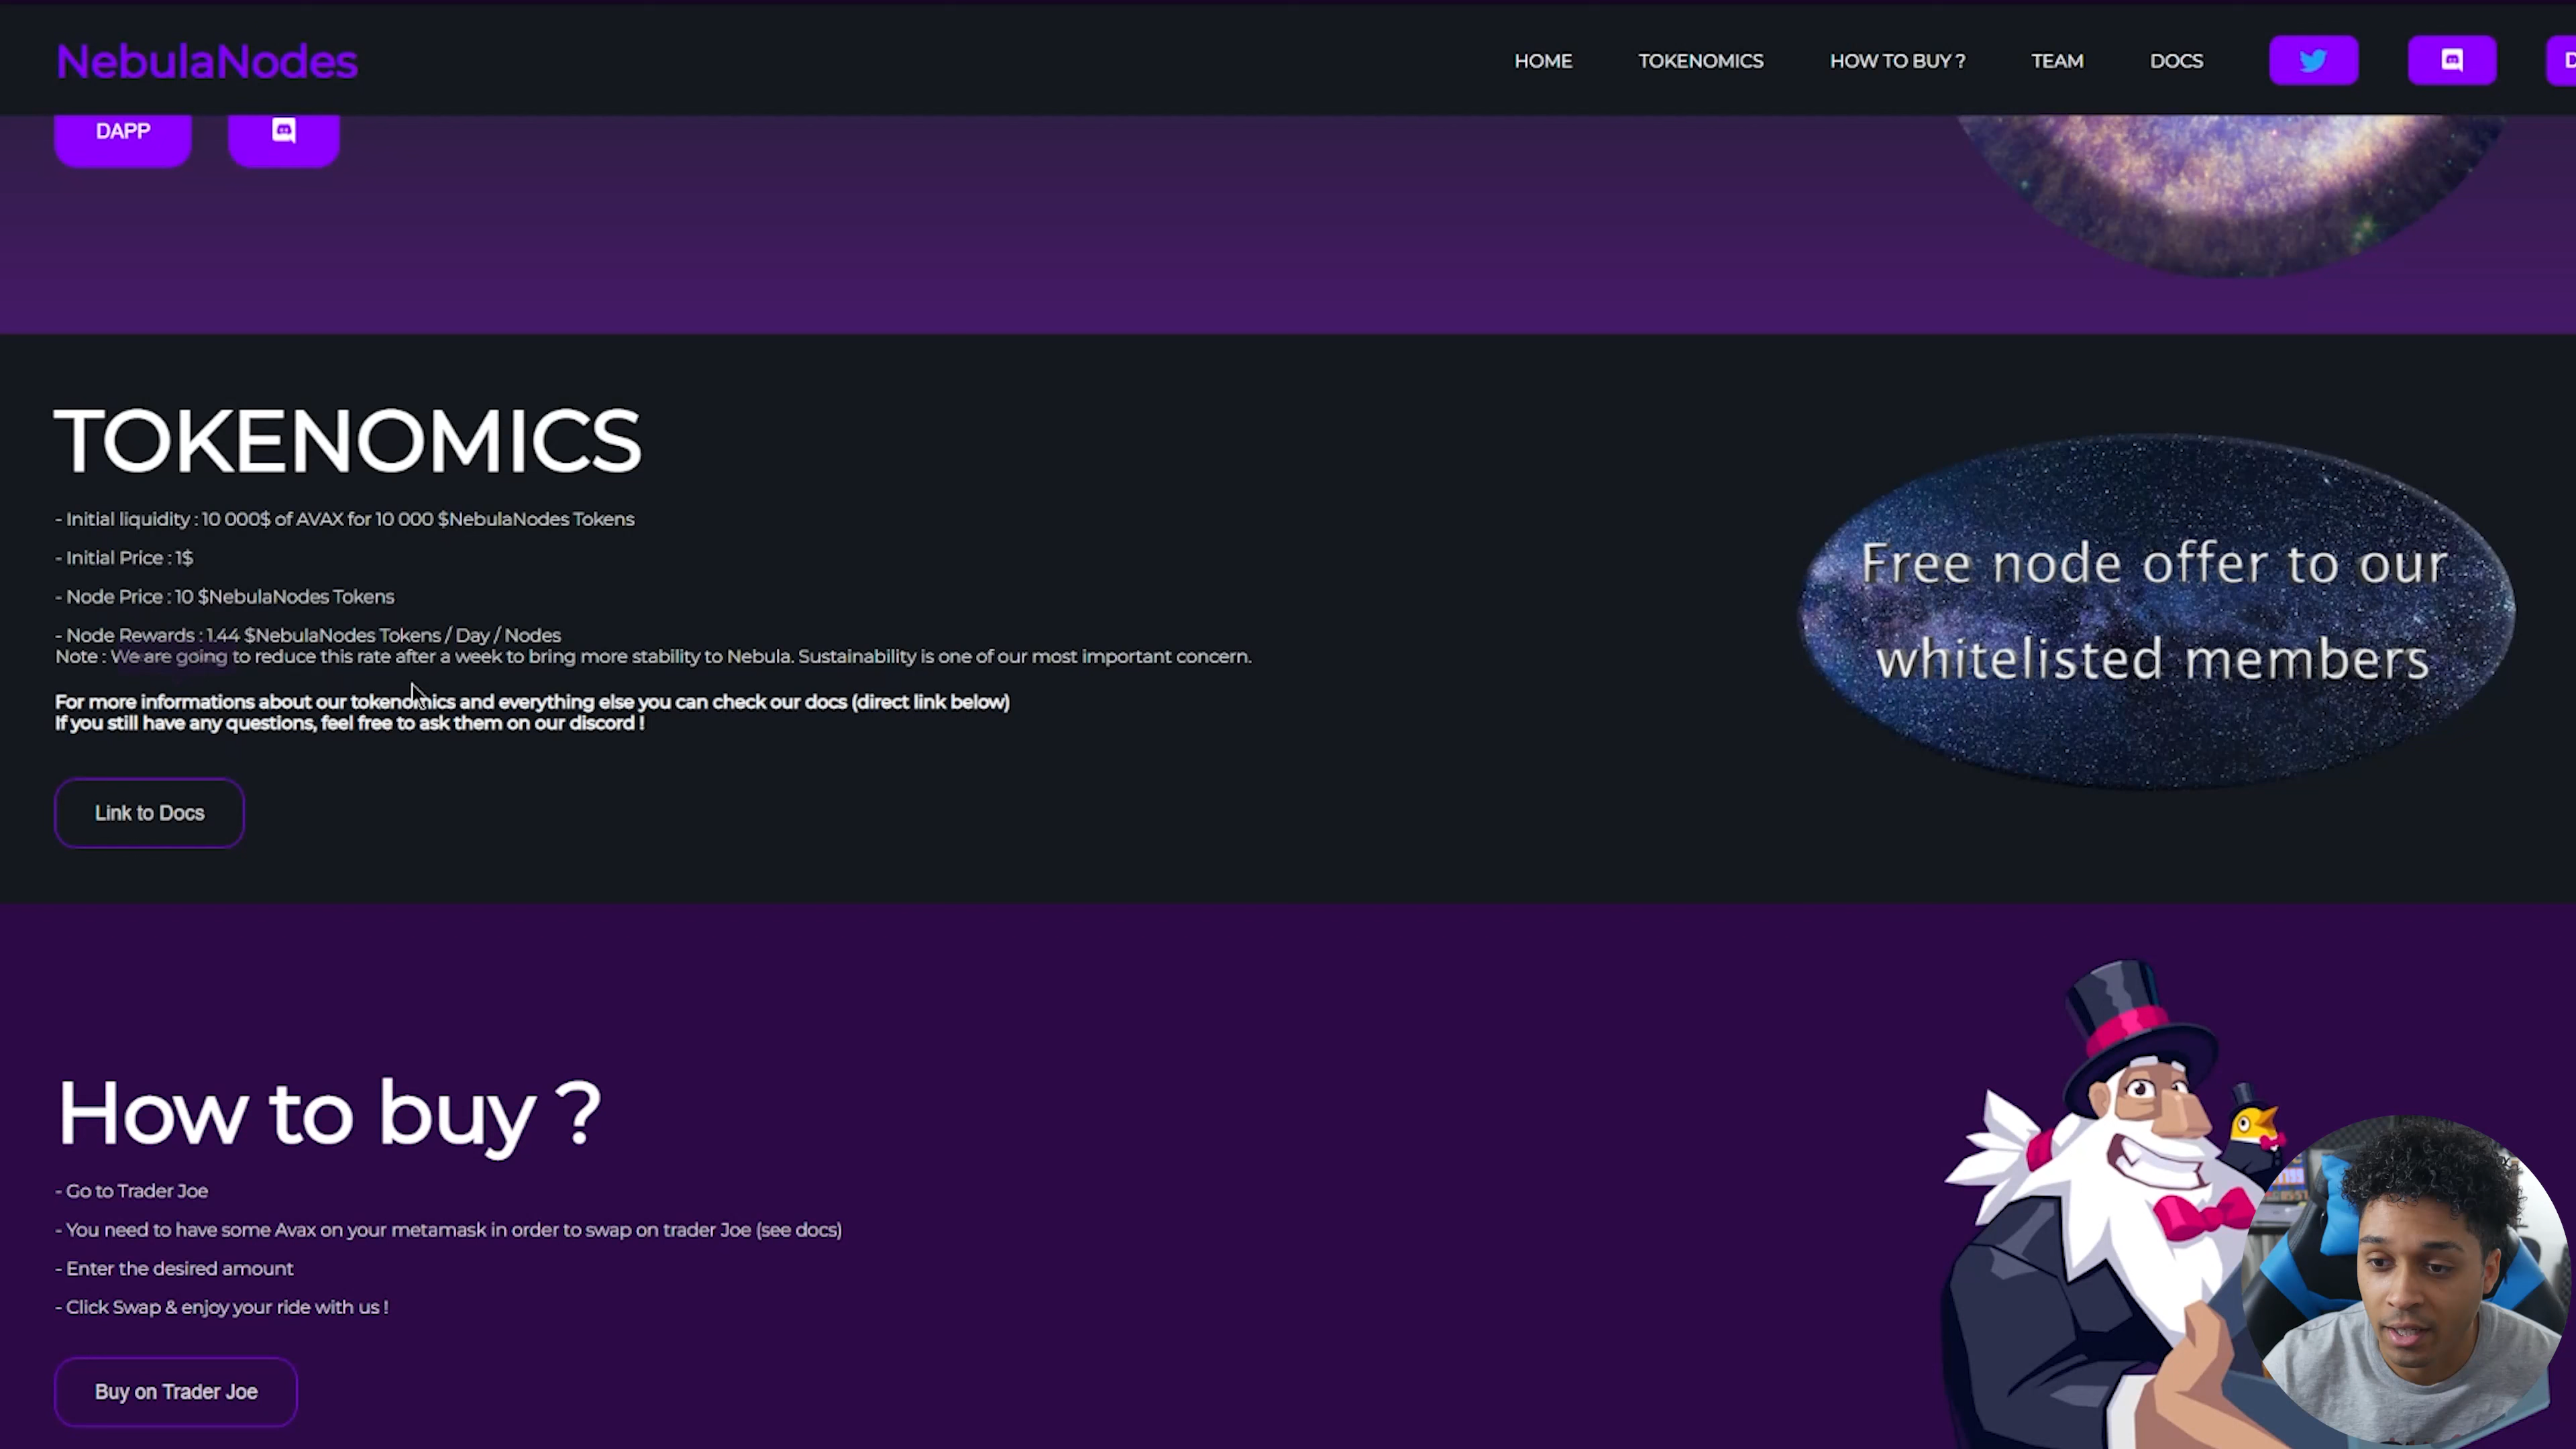 NebulaNodes
HOME TOKENOMICS HOW TO BUY ? TEAM DOCS
DAPP
TOKENOMICS
- Initial liquidity : 10 000$ of AVAX for 10 000 $NebulaNodes Tokens
- Initial Price : 1$
- Node Price : 10 $NebulaNodes Tokens
- Node Rewards : 1.44 $NebulaNodes Tokens / Day / Nodes
Note : We are going to reduce this rate after a week to bring more stability to Nebula. Sustainability is one of our most important concern.
For more informations about our tokenomics and everything else you can check our docs (direct link below)
If you still have any questions, feel free to ask them on our discord !
Link to Docs
Free node offer to our
whitelisted members
How to buy ?
- Go to Trader Joe
- You need to have some Avax on your metamask in order to swap on trader Joe (see docs)
- Enter the desired amount
- Click Swap & enjoy your ride with us !
Buy on Trader Joe